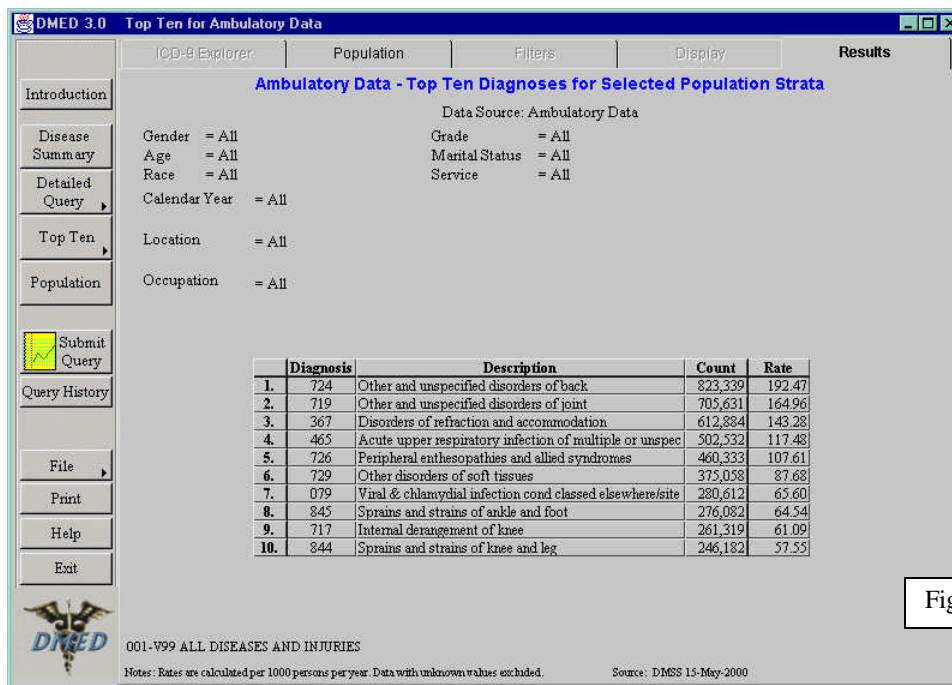 DMED 3.0 Top Ten for Ambulatory Data
ICD-9 Explorer Population Filters Display Results
Introduction
Disease Summary
Detailed Query
Top Ten
Population
Submit Query
Query History
File
Print
Help
Exit
DMED
Ambulatory Data - Top Ten Diagnoses for Selected Population Strata
Data Source: Ambulatory Data
Gender = All Grade = All
Age = All Marital Status = All
Race = All Service = All
Calendar Year = All
Location = All
Occupation = All
Diagnosis Description Count Rate
1. 724 Other and unspecified disorders of back 823,339 192.47
2. 719 Other and unspecified disorders of joint 705,631 164.96
3. 367 Disorders of refraction and accommodation 612,884 143.28
4. 465 Acute upper respiratory infection of multiple or unspec 502,532 117.48
5. 726 Peripheral enthesopathies and allied syndromes 460,333 107.61
6. 729 Other disorders of soft tissues 375,058 87.68
7. 079 Viral & chlamydial infection cond classed elsewhere/site 280,612 65.60
8. 845 Sprains and strains of ankle and foot 276,082 64.54
9. 717 Internal derangement of knee 261,319 61.09
10. 844 Sprains and strains of knee and leg 246,182 57.55
Fig
001-V99 ALL DISEASES AND INJURIES
Notes: Rates are calculated per 1000 persons per year. Data with unknown values excluded. Source: DMSS 15-May-2000